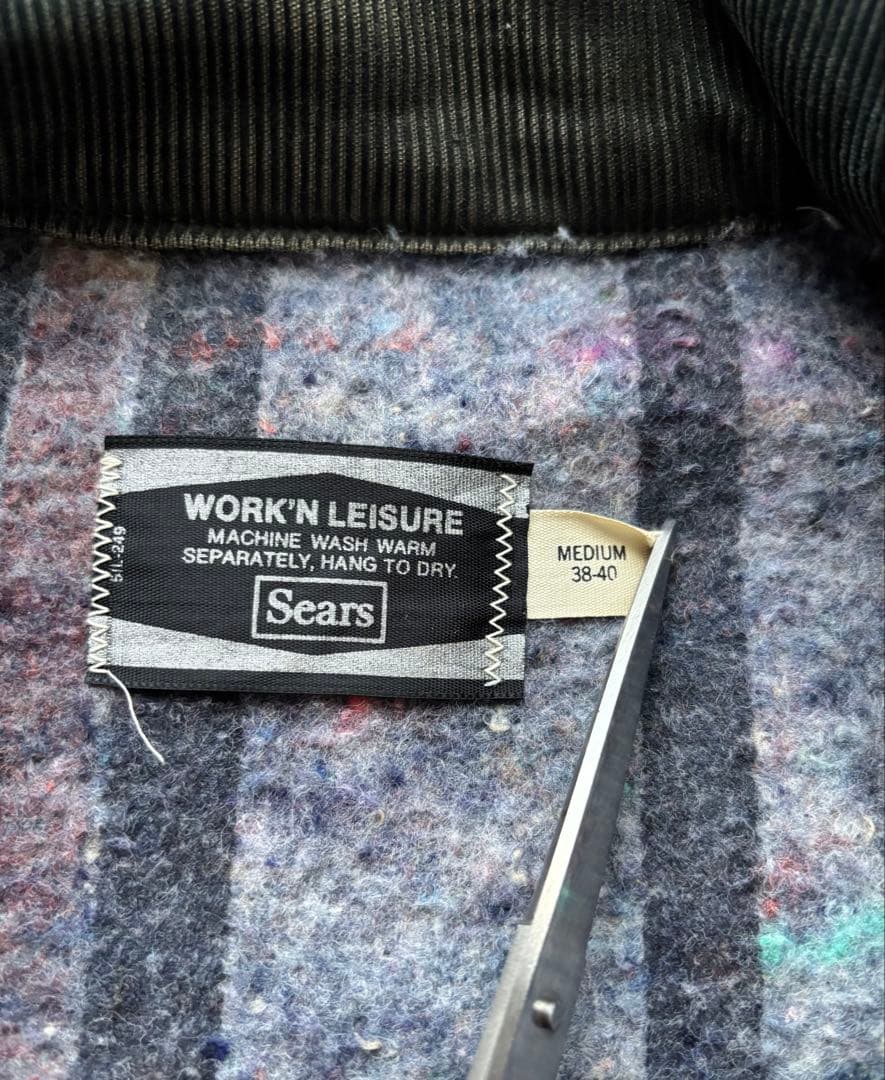 WORK'N LEISURE
MACHINE WASH WARM
SEPARATELY, HANG TO DRY.
Sears
MEDIUM
38-40